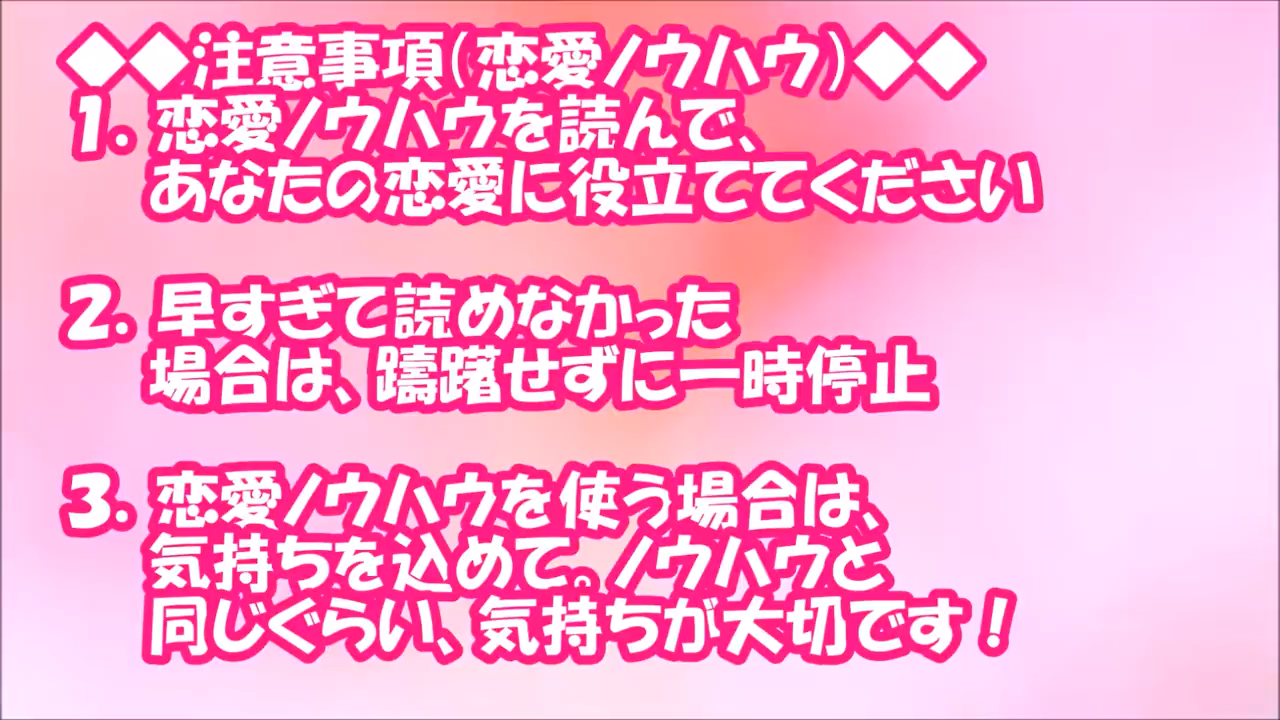 ◆◆注意事項(恋愛ノウハウ)◆◆
1. 恋愛ノウハウを読んで、
あなたの恋愛に役立ててください
2. 早すぎて読めなかった
場合は、躊躇せずに一時停止
3. 恋愛ノウハウを使う場合は、
気持ちを込めて。ノウハウと
同じぐらい、気持ちが大切です！